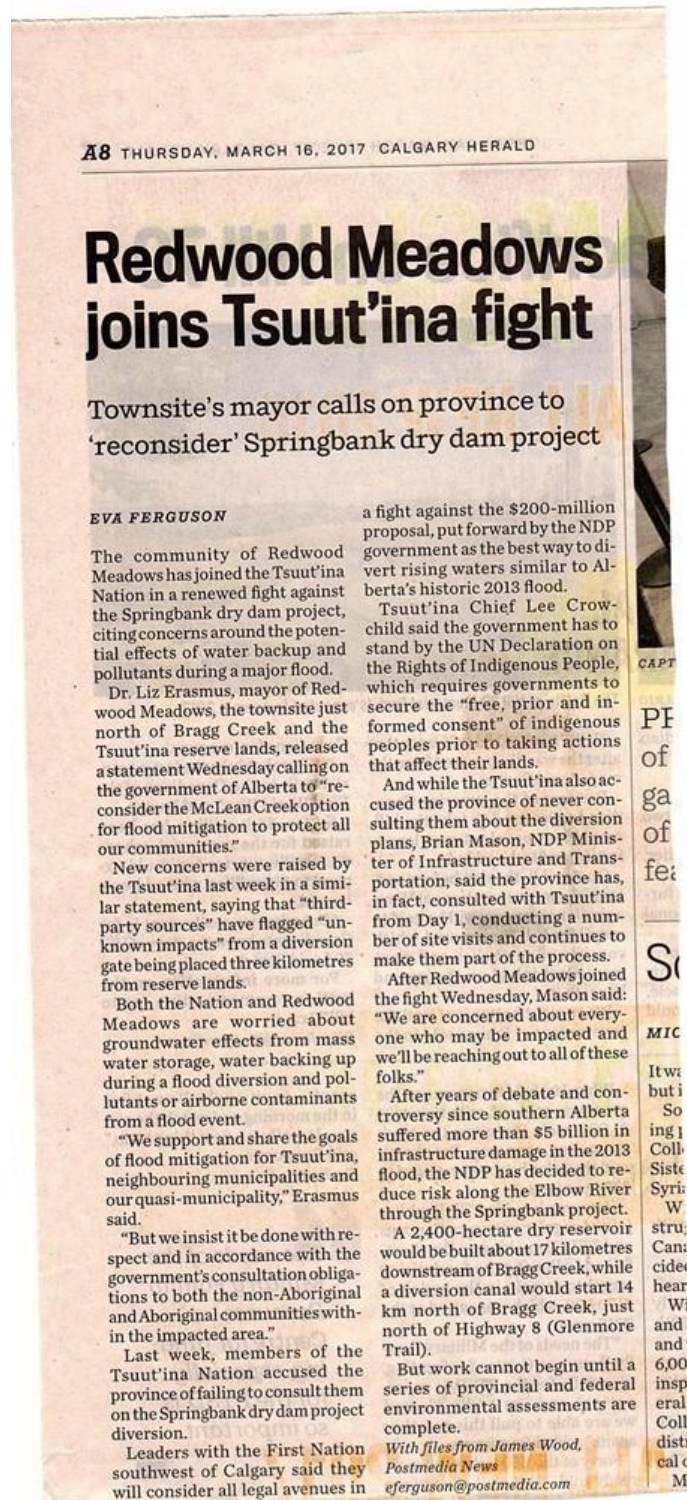 A8 THURSDAY, MARCH 16, 2017 CALGARY HERALD
Redwood Meadows
joins Tsuut'ina fight
Townsite's mayor calls on province to
'reconsider' Springbank dry dam project
EVA FERGUSON
The community of Redwood
Meadows has joined the Tsuut'ina
Nation in a renewed fight against
the Springbank dry dam project,
citing concerns around the poten-
tial effects of water backup and
pollutants during a major flood.
Dr. Liz Erasmus, mayor of Red-
wood Meadows, the townsite just
north of Bragg Creek and the
Tsuut'ina reserve lands, released
a statement Wednesday calling on
the government of Alberta to "re-
consider the McLean Creek option
for flood mitigation to protect all
our communities."
New concerns were raised by
the Tsuut'ina last week in a simi-
lar statement, saying that "third-
party sources" have flagged "un-
known impacts" from a diversion
gate being placed three kilometres
from reserve lands.
Both the Nation and Redwood
Meadows are worried about
groundwater effects from mass
water storage, water backing up
during a flood diversion and pol-
lutants or airborne contaminants
from a flood event.
"We support and share the goals
of flood mitigation for Tsuut'ina,
neighbouring municipalities and
our quasi-municipality," Erasmus
said.
"But we insist it be done with re-
spect and in accordance with the
government's consultation obliga-
tions to both the non-Aboriginal
and Aboriginal communities with-
in the impacted area."
Last week, members of the
Tsuut'ina Nation accused the
province of failing to consult them
on the Springbank dry dam project
diversion.
Leaders with the First Nation
southwest of Calgary said they
will consider all legal avenues in
a fight against the $200-million
proposal, put forward by the NDP
government as the best way to di-
vert rising waters similar to Al-
berta's historic 2013 flood.
Tsuut'ina Chief Lee Crow-
child said the government has to
stand by the UN Declaration on
the Rights of Indigenous People,
which requires governments to
secure the "free, prior and in-
formed consent" of indigenous
peoples prior to taking actions
that affect their lands.
And while the Tsuut'ina also ac-
cused the province of never con-
sulting them about the diversion
plans, Brian Mason, NDP Minis-
ter of Infrastructure and Trans-
portation, said the province has,
in fact, consulted with Tsuut'ina
from Day 1, conducting a num-
ber of site visits and continues to
make them part of the process.
After Redwood Meadows joined
the fight Wednesday, Mason said:
"We are concerned about every-
one who may be impacted and
we'll be reaching out to all of these
folks."
After years of debate and con-
troversy since southern Alberta
suffered more than $5 billion in
infrastructure damage in the 2013
flood, the NDP has decided to re-
duce risk along the Elbow River
through the Springbank project.
A 2,400-hectare dry reservoir
would be built about 17 kilometres
downstream of Bragg Creek, while
a diversion canal would start 14
km north of Bragg Creek, just
north of Highway 8 (Glenmore
Trail).
But work cannot begin until a
series of provincial and federal
environmental assessments are
complete.
With files from James Wood,
Postmedia News
eferguson@postmedia.com
CAPT
of
ga
of
MIC
It wa
but i
So
ing
Coll
Siste
Syri
W
stru
Cana
cide
hear
Wi
and
and
6,00
insp
eral
Coll
dist
cal
M